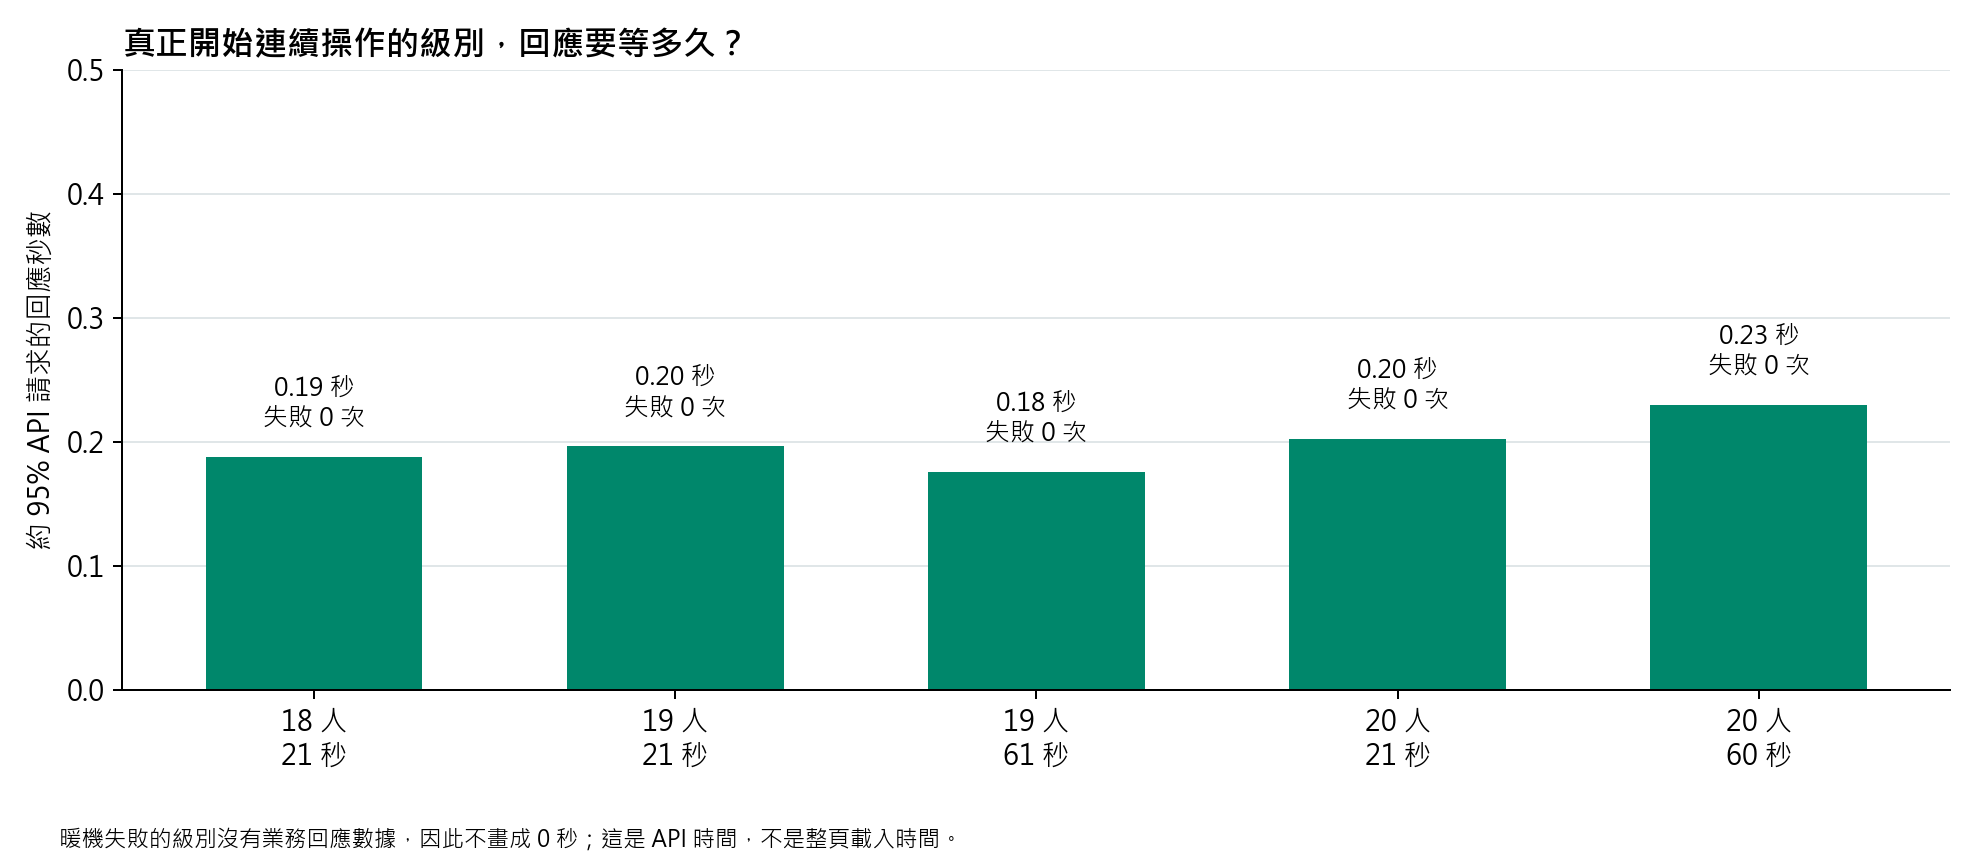 真正開始連續操作的級別，回應要等多久？
約 95% API 請求的回應秒數
0.5
0.4
0.3
0.2
0.1
0.0
0.19 秒
失敗 0 次
0.20 秒
失敗 0 次
0.18 秒
失敗 0 次
0.20 秒
失敗 0 次
0.23 秒
失敗 0 次
18 人
21 秒
19 人
21 秒
19 人
61 秒
20 人
21 秒
20 人
60 秒
暖機失敗的級別沒有業務回應數據，因此不畫成 0 秒；這是 API 時間，不是整頁載入時間。